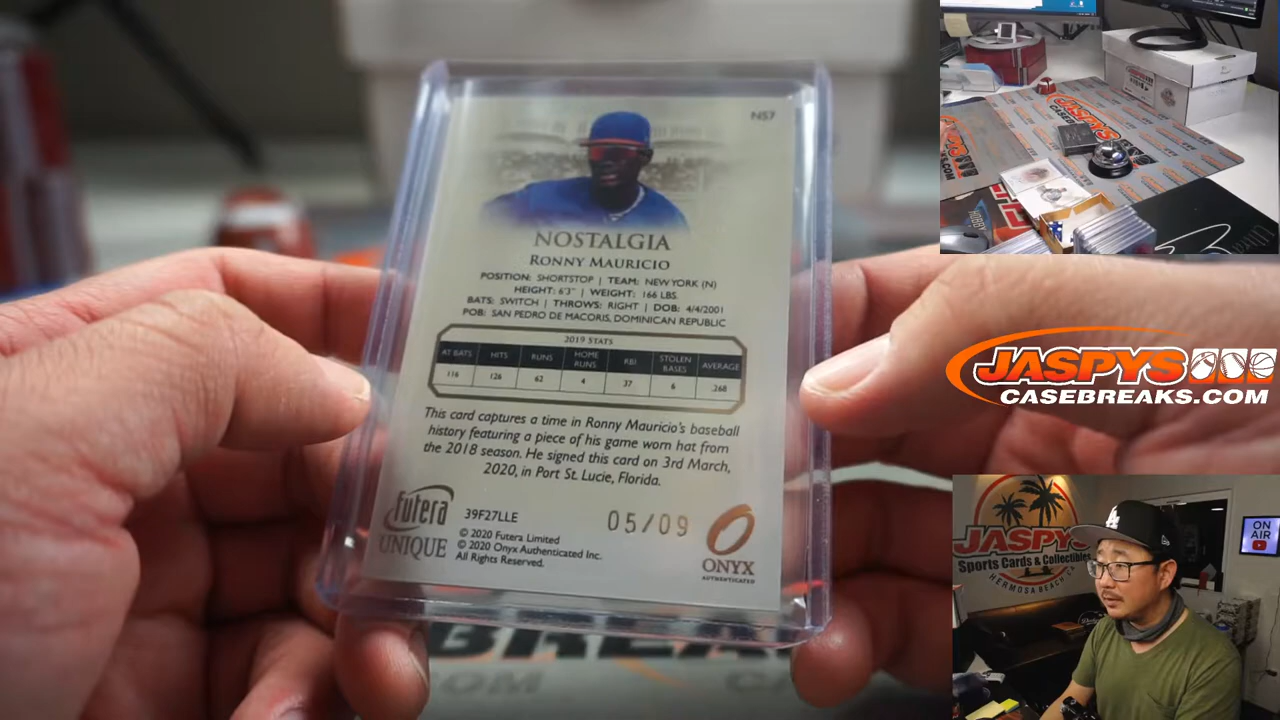 NS7
NOSTALGIA
RONNY MAURICIO
POSITION: SHORTSTOP | TEAM: NEW YORK (N)
HEIGHT: 6'3" | WEIGHT: 166 LBS.
BATS: SWITCH | THROWS: RIGHT | DOB: 4/4/2001
POB: SAN PEDRO DE MACORIS, DOMINICAN REPUBLIC
2019 STATS
AT BATS HITS RUNS HOME RUNS RBI STOLEN BASES AVERAGE
116 126 62 4 37 6 .268
This card captures a time in Ronny Mauricio's baseball
history featuring a piece of his game worn hat from
the 2018 season. He signed this card on 3rd March,
2020, in Port St. Lucie, Florida.
futera
UNIQUE
39F27LLE
© 2020 Futera Limited
© 2020 Onyx Authenticated Inc.
All Rights Reserved.
05/09
ONYX
AUTHENTICATED
JASPYS
JASPYS
CASEBREAKS.COM
JASPYS
Sports Cards & Collectibles
HERMOSA BEACH CA
ON
AIR
LA